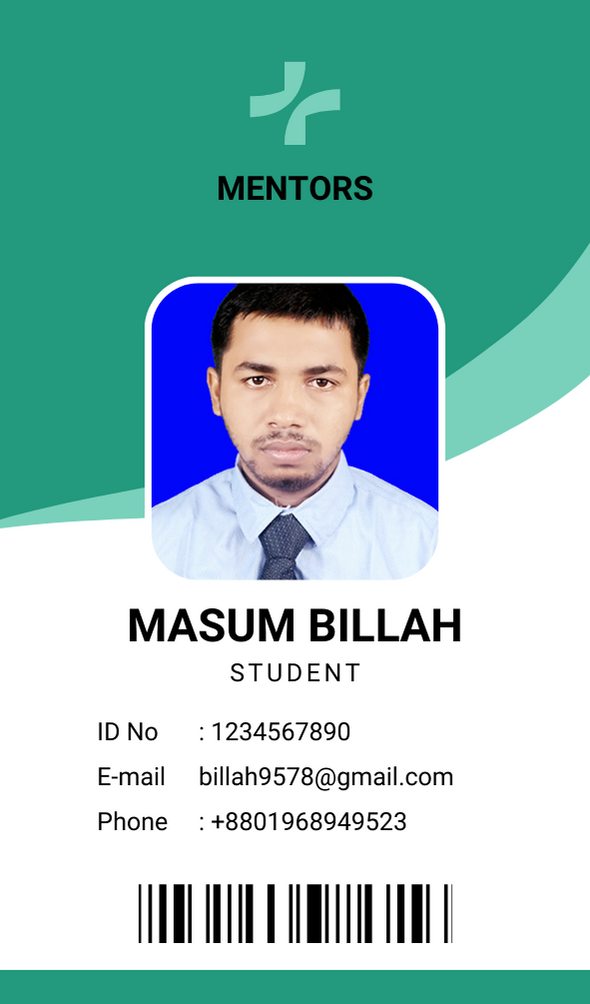 MENTORS
MASUM BILLAH
STUDENT
ID No : 1234567890
E-mail billah9578@gmail.com
Phone : +8801968949523